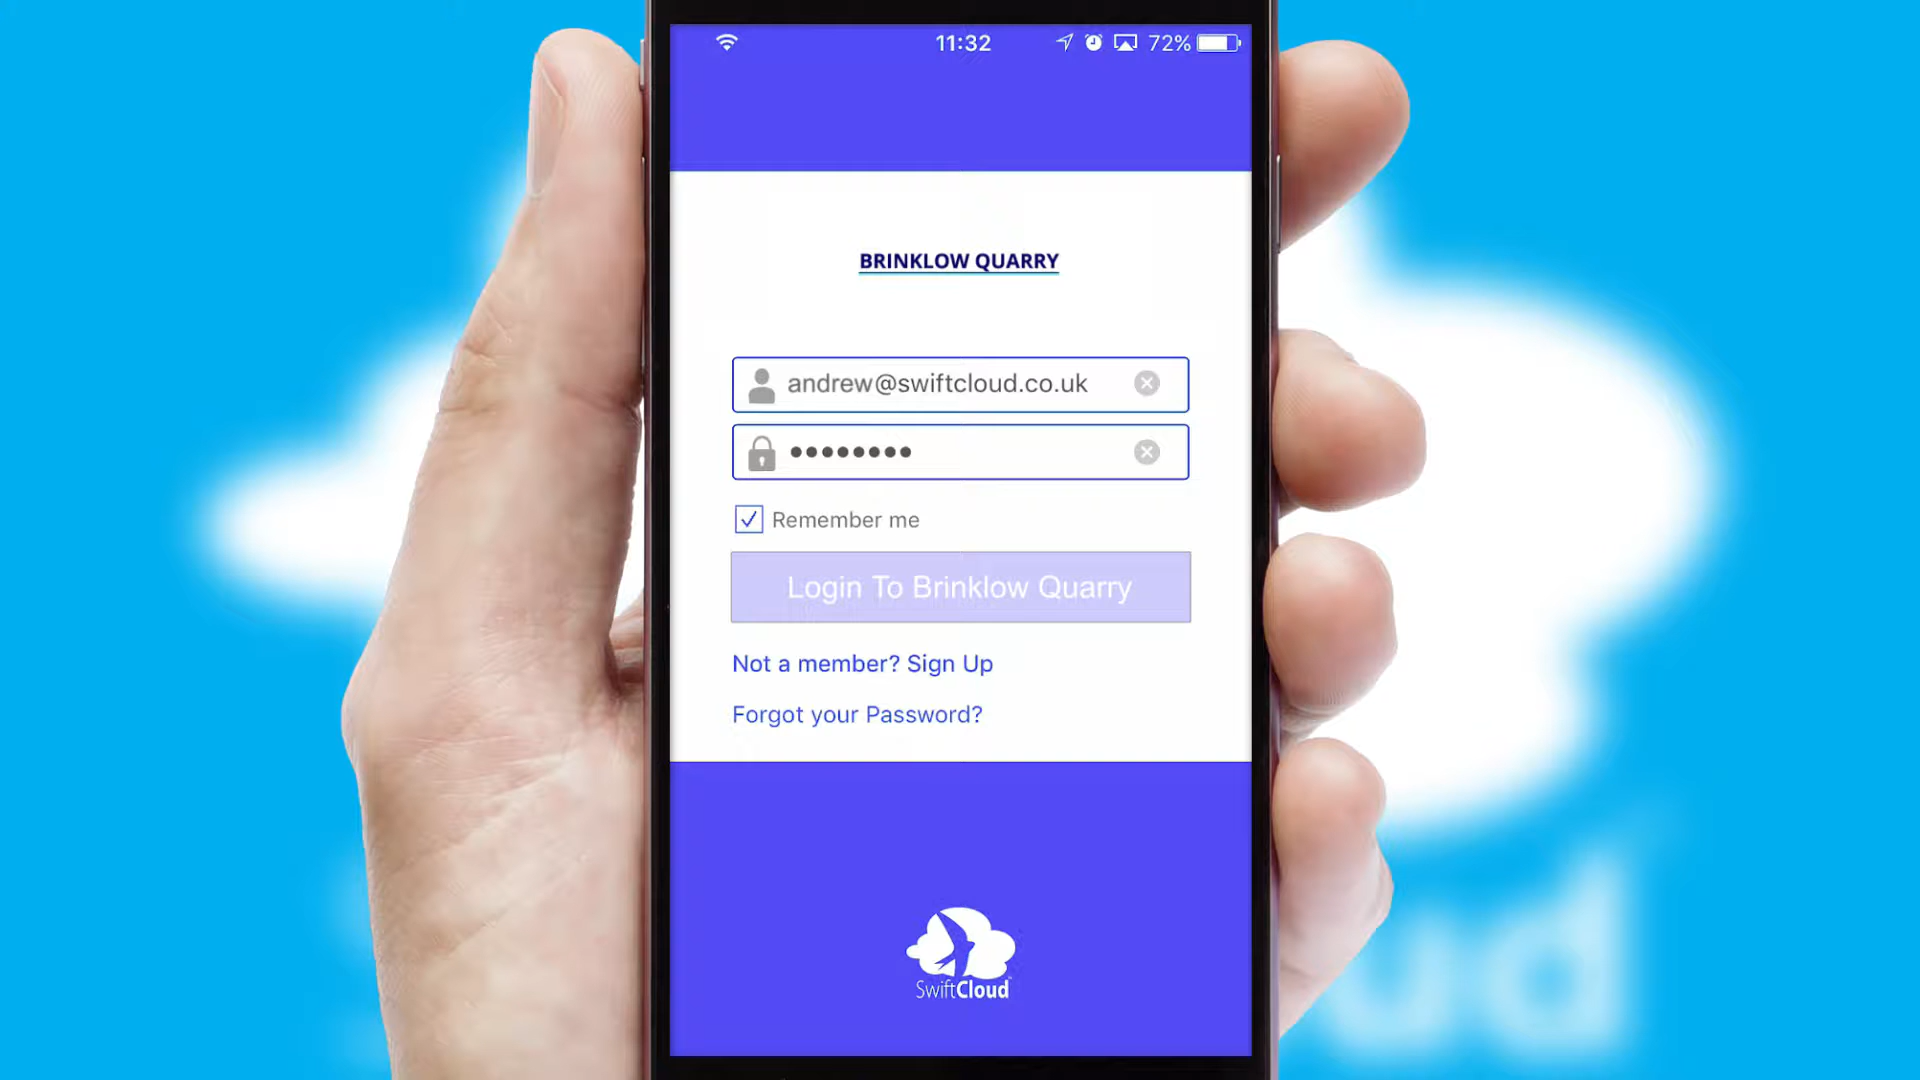 11:32
72%
BRINKLOW QUARRY
andrew@swiftcloud.co.uk
Remember me
Login To Brinklow Quarry
Not a member? Sign Up
Forgot your Password?
SwiftCloud
ud